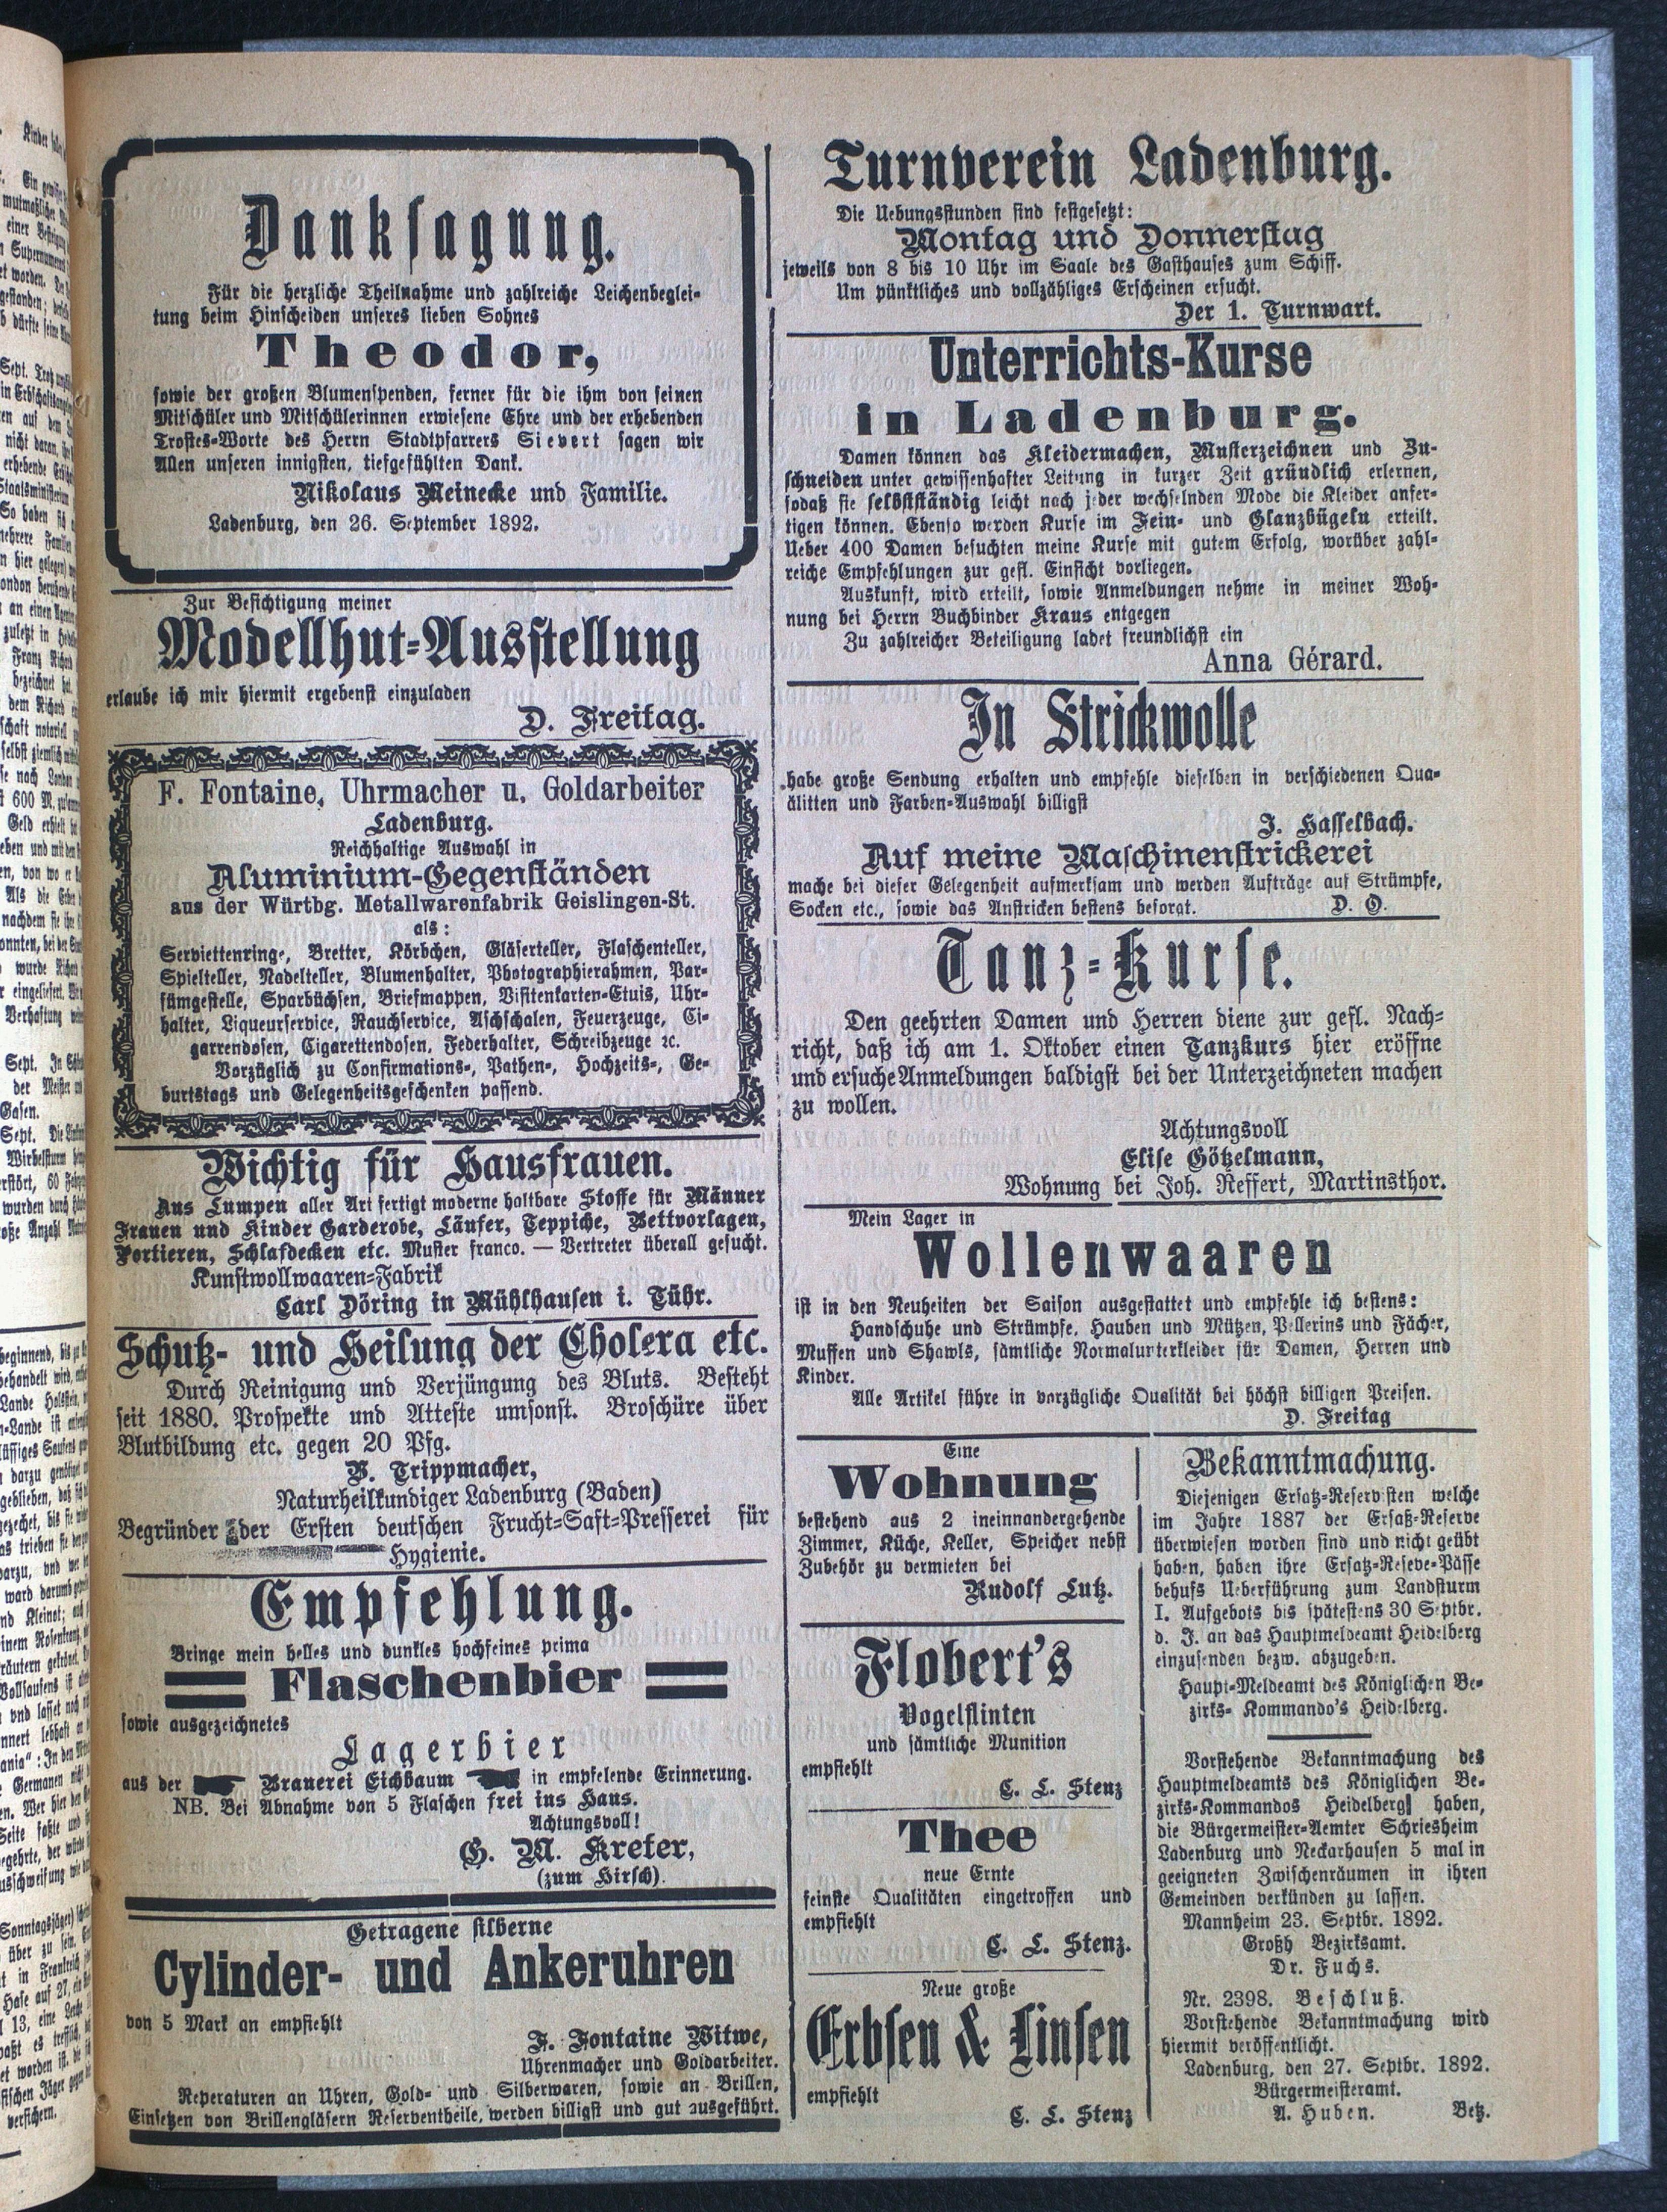 Danksagung.
Für die herzliche Theilnahme und zahlreiche Leichenbeglei-
tung beim Hinscheiden unseres lieben Sohnes
Theodor,
sowie der großen Blumenspenden, ferner für die ihm von seinen
Mitschüler und Mitschülerinnen erwiesene Ehre und der erhebenden
Trostes-Worte des Herrn Stadtpfarrers Sievert sagen wir
Allen unseren innigsten, tiefgefühlten Dank.
Nikolaus Meinecke und Familie.
Ladenburg, den 26. September 1892.
Zur Besichtigung meiner
Modellhut-Ausstellung
erlaube ich mir hiermit ergebenst einzuladen
D. Freitag.
F. Fontaine, Uhrmacher u. Goldarbeiter
Ladenburg.
Reichhaltige Auswahl in
Aluminium-Gegenständen
aus der Würtbg. Metallwarenfabrik Geislingen-St.
als:
Serviettenringe, Bretter, Körbchen, Gläserteller, Flaschenteller,
Spielteller, Nadelteller, Blumenhalter, Photographierahmen, Par-
fümgestelle, Sparbüchsen, Briefmappen, Visitenkarten-Etuis, Uhr-
halter, Liqueurservice, Rauchservice, Aschschalen, Feuerzeuge, Ci-
garrendosen, Cigarettendosen, Federhalter, Schreibzeuge ꝛc.
Vorzüglich zu Confirmations-, Pathen-, Hochzeits-, Ge-
burtstags und Gelegenheitsgeschenken passend.
Wichtig für Hausfrauen.
Aus Lumpen aller Art fertigt moderne haltbare Stoffe für Männer
Frauen und Kinder Garderobe, Läufer, Teppiche, Bettvorlagen,
Portieren, Schlafdecken etc. Muster franco. — Vertreter überall gesucht.
Kunstwollwaaren-Fabrik
Carl Döring in Mühlhausen i. Tühr.
Schutz- und Heilung der Cholera etc.
Durch Reinigung und Verjüngung des Bluts. Besteht
seit 1880. Prospekte und Atteste umsonst. Broschüre über
Blutbildung etc. gegen 20 Pfg.
B. Trippmacher,
Naturheilkundiger Ladenburg (Baden)
Begründer der Ersten deutschen Frucht-Saft-Presserei für
Hygienie.
Empfehlung.
Bringe mein helles und dunkles hochfeines prima
Flaschenbier
sowie ausgezeichnetes
Lagerbier
aus der Brauerei Eichbaum in empfelende Erinnerung.
NB. Bei Abnahme von 5 Flaschen frei ins Haus.
Achtungsvoll!
G. M. Kreter,
(zum Hirsch).
Getragene silberne
Cylinder- und Ankeruhren
von 5 Mark an empfiehlt
F. Fontaine Witwe,
Uhrenmacher und Goldarbeiter.
Reperaturen an Uhren, Gold- und Silberwaren, sowie an Brillen,
Einsetzen von Brillengläsern Reserventheile, werden billigst und gut ausgeführt.
Turnverein Ladenburg.
Die Uebungsstunden sind festgesetzt:
Montag und Donnerstag
jeweils von 8 bis 10 Uhr im Saale des Gasthauses zum Schiff.
Um pünktliches und vollzähliges Erscheinen ersucht.
Der 1. Turnwart.
Unterrichts-Kurse
in Ladenburg.
Damen können das Kleidermachen, Musterzeichnen und Zu-
schneiden unter gewissenhafter Leitung in kurzer Zeit gründlich erlernen,
sodaß sie selbstständig leicht nach jeder wechselnden Mode die Kleider anfer-
tigen können. Ebenso werden Kurse im Fein- und Glanzbügeln erteilt.
Ueber 400 Damen besuchten meine Kurse mit gutem Erfolg, worüber zahl-
reiche Empfehlungen zur gefl. Einsicht vorliegen.
Auskunft, wird erteilt, sowie Anmeldungen nehme in meiner Woh-
nung bei Herrn Buchbinder Kraus entgegen
Zu zahlreicher Beteiligung ladet freundlichst ein
Anna Gérard.
In Strickwolle
habe große Sendung erhalten und empfehle dieselben in verschiedenen Qua-
älitten und Farben-Auswahl billigst
J. Hasselbach.
Auf meine Maschinenstrickerei
mache bei dieser Gelegenheit aufmerksam und werden Aufträge auf Strümpfe,
Socken etc., sowie das Anstricken bestens besorgt. D. O.
Tanz-Kurse.
Den geehrten Damen und Herren diene zur gefl. Nach-
richt, daß ich am 1. Oktober einen Tanzkurs hier eröffne
und ersuche Anmeldungen baldigst bei der Unterzeichneten machen
zu wollen.
Achtungsvoll
Elise Götzelmann,
Wohnung bei Joh. Reffert, Martinsthor.
Mein Lager in
Wollenwaaren
ist in den Neuheiten der Saison ausgestattet und empfehle ich bestens:
Handschuhe und Strümpfe, Hauben und Mützen, Pellerins und Fächer,
Muffen und Shawls, sämtliche Normalunterkleider für Damen, Herren und
Kinder.
Alle Artikel führe in vorzügliche Qualität bei höchst billigen Preisen.
D. Freitag
Eine
Wohnung
bestehend aus 2 ineinnandergehende
Zimmer, Küche, Keller, Speicher nebst
Zubehör zu vermieten bei
Rudolf Lutz.
Flobert's
Vogelflinten
und sämtliche Munition
empfiehlt
C. L. Stenz
Thee
neue Ernte
feinste Qualitäten eingetroffen und
empfiehlt
C. L. Stenz.
Neue große
Erbsen & Linsen
empfiehlt
C. L. Stenz
Bekanntmachung.
Diejenigen Ersatz-Reservisten welche
im Jahre 1887 der Ersatz-Reserve
überwiesen worden sind und nicht geübt
haben, haben ihre Ersatz-Reseve-Pässe
behufs Ueberführung zum Landsturm
I. Aufgebots bis spätestens 30 Septbr.
d. J. an das Hauptmeldeamt Heidelberg
einzusenden bezw. abzugeben.
Haupt-Meldeamt des Königlichen Be-
zirks- Kommando's Heidelberg.
Vorstehende Bekanntmachung des
Hauptmeldeamts des Königlichen Be-
zirks-Kommandos Heidelberg haben,
die Bürgermeister-Aemter Schriesheim
Ladenburg und Neckarhausen 5 mal in
geeigneten Zwischenräumen in ihren
Gemeinden verkünden zu lassen.
Mannheim 23. Septbr. 1892.
Großh Bezirksamt.
Dr. Fuchs.
Nr. 2398. Beschluß.
Vorstehende Bekanntmachung wird
hiermit veröffentlicht.
Ladenburg, den 27. Septbr. 1892.
Bürgermeisteramt.
A. Huben. Betz.